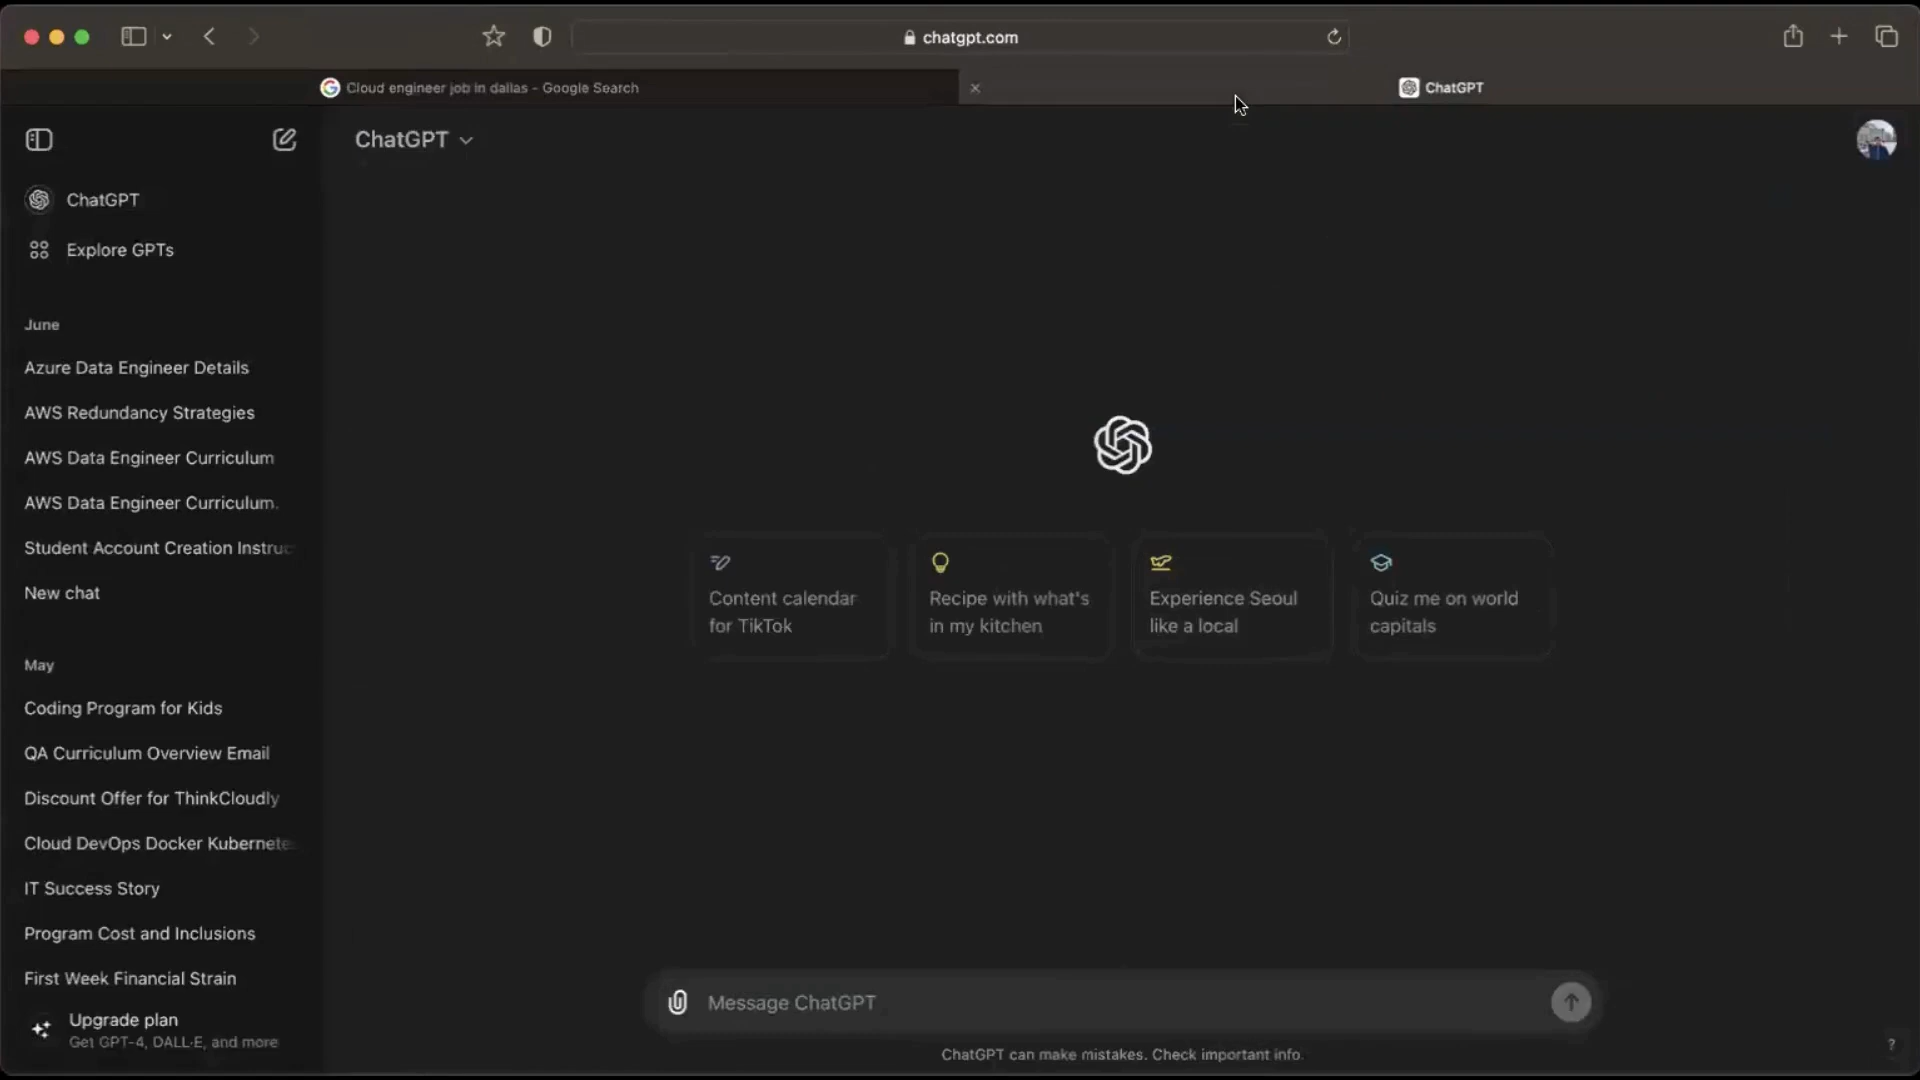 chatgpt.com
Cloud engineer job in dallas - Google Search
ChatGPT
ChatGPT
ChatGPT
Explore GPTs
June
Azure Data Engineer Details
AWS Redundancy Strategies
AWS Data Engineer Curriculum
AWS Data Engineer Curriculum.
Student Account Creation Instruc
New chat
May
Coding Program for Kids
QA Curriculum Overview Email
Discount Offer for ThinkCloudly
Cloud DevOps Docker Kubernete
IT Success Story
Program Cost and Inclusions
First Week Financial Strain
Upgrade plan
Get GPT-4, DALL·E, and more
Content calendar
for TikTok
Recipe with what's
in my kitchen
Experience Seoul
like a local
Quiz me on world
capitals
Message ChatGPT
ChatGPT can make mistakes. Check important info.
?